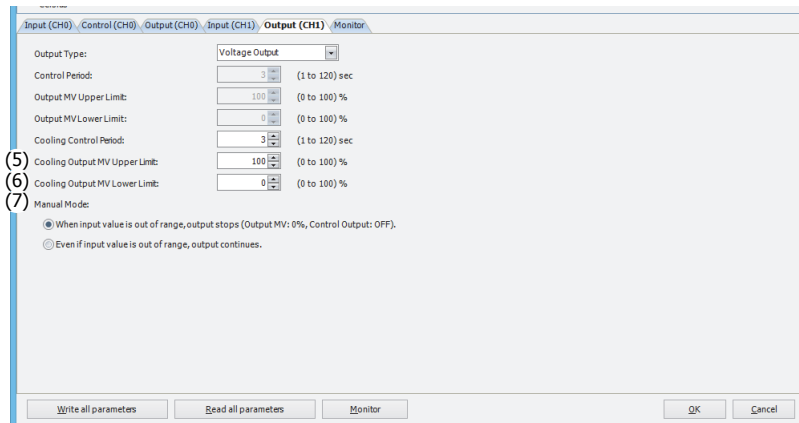 Input (CH0) Control (CH0) Output (CH0) Input (CH1) Output (CH1) Monitor
Output Type: Voltage Output
Control Period: 3 (1 to 120) sec
Output MV Upper Limit: 100 (0 to 100) %
Output MV Lower Limit: 0 (0 to 100) %
Cooling Control Period: 3 (1 to 120) sec
(5) Cooling Output MV Upper Limit: 100 (0 to 100) %
(6) Cooling Output MV Lower Limit: 0 (0 to 100) %
(7) Manual Mode:
When input value is out of range, output stops (Output MV: 0%, Control Output: OFF).
Even if input value is out of range, output continues.
Write all parameters Read all parameters Monitor OK Cancel